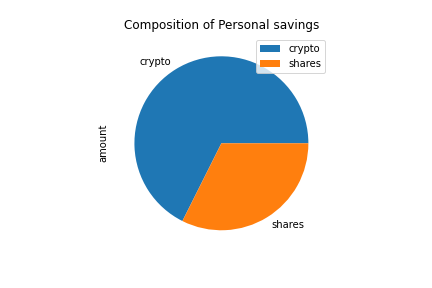 Composition of Personal savings
crypto
shares
crypto
amount
shares